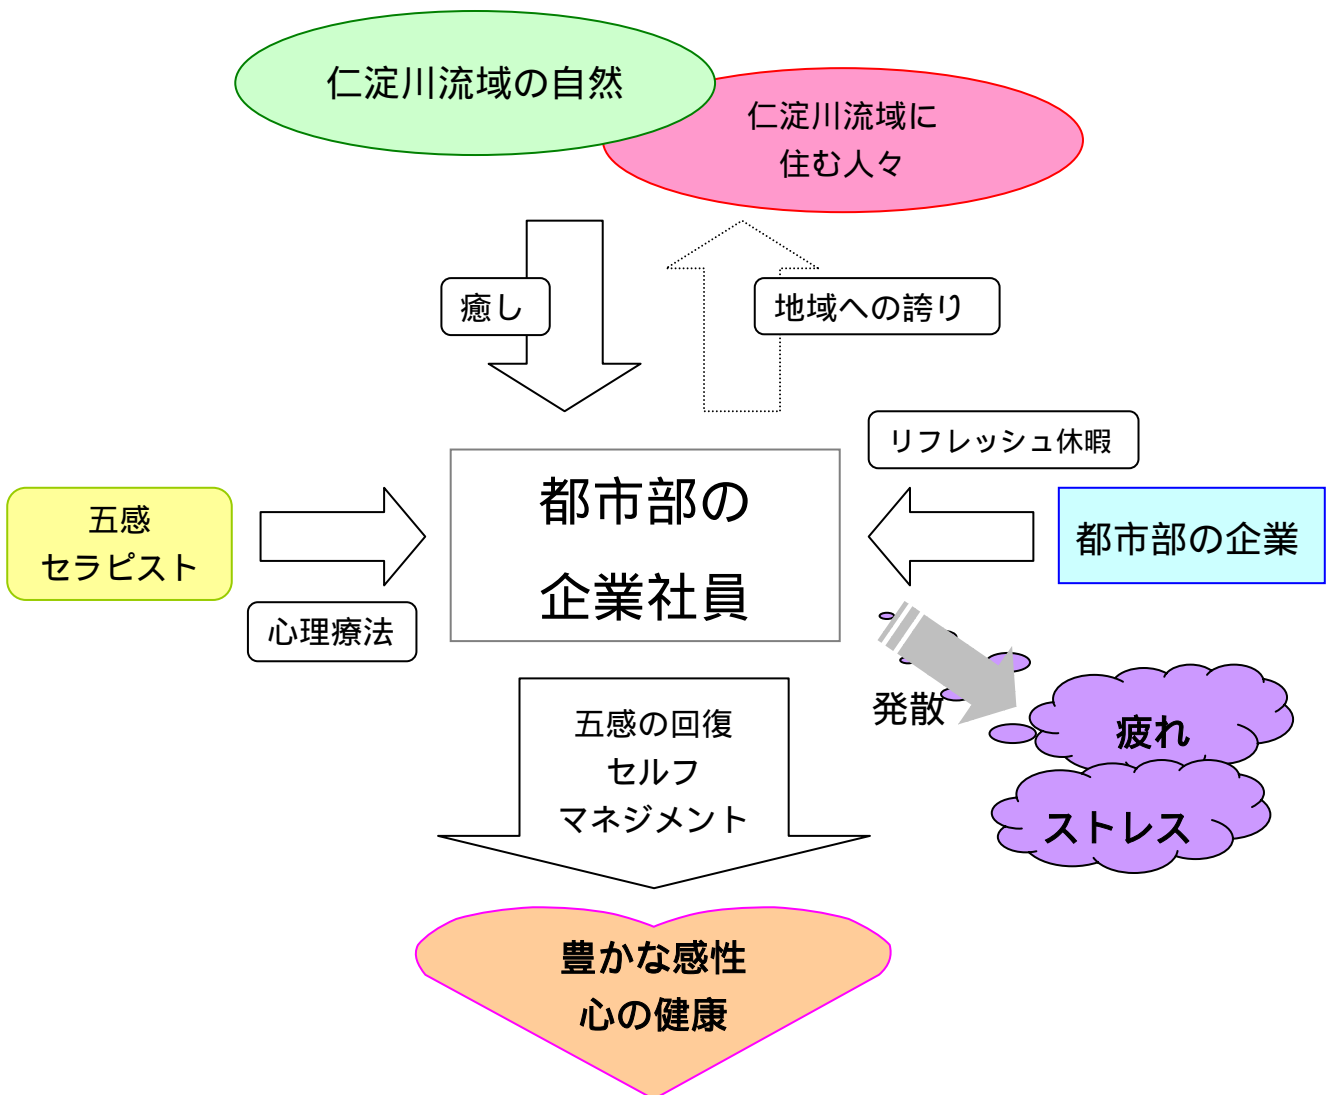 仁淀川流域の自然
仁淀川流域に
住む人々
癒し
地域への誇り
リフレッシュ休暇
都市部の
企業社員
五感
セラピスト
都市部の企業
心理療法
発散
疲れ
ストレス
五感の回復
セルフ
マネジメント
豊かな感性
心の健康